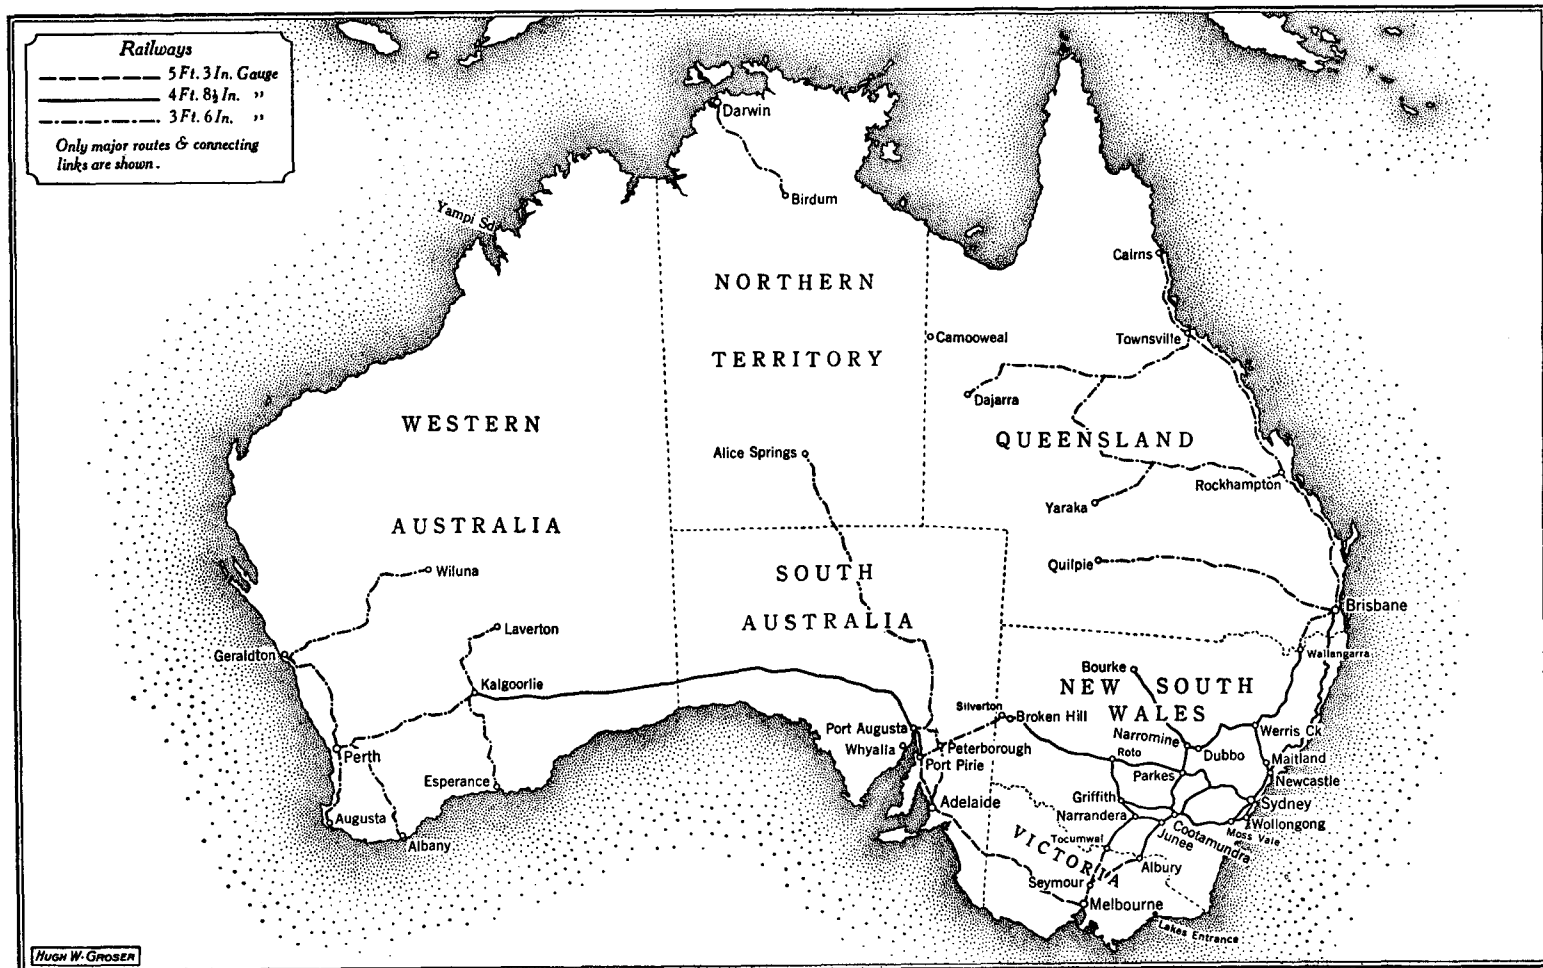 Railways
5 Ft. 3 In. Gauge
4 Ft. 8½ In. "
3 Ft. 6 In. "
Only major routes & connecting
links are shown.
Darwin
Birdum
Yampi Sd.
Cairns
NORTHERN
TERRITORY
Camooweal
Townsville
Dajarra
WESTERN
AUSTRALIA
QUEENSLAND
Alice Springs
Rockhampton
Yaraka
Wiluna
SOUTH
AUSTRALIA
Quilpie
Brisbane
Laverton
Geraldton
Wallangarra
Bourke
Kalgoorlie
NEW SOUTH
WALES
Silverton
Broken Hill
Port Augusta
Werris Ck
Narromine
Whyalla
Peterborough
Roto
Dubbo
Perth
Port Pirie
Maitland
Parkes
Newcastle
Esperance
Griffith
Adelaide
Sydney
Augusta
Narrandera
Cootamundra
Wollongong
Moss Vale
Junee
Albany
Tocumwal
VICTORIA
Albury
Seymour
Melbourne
Lakes Entrance
HUGH W. GROSER